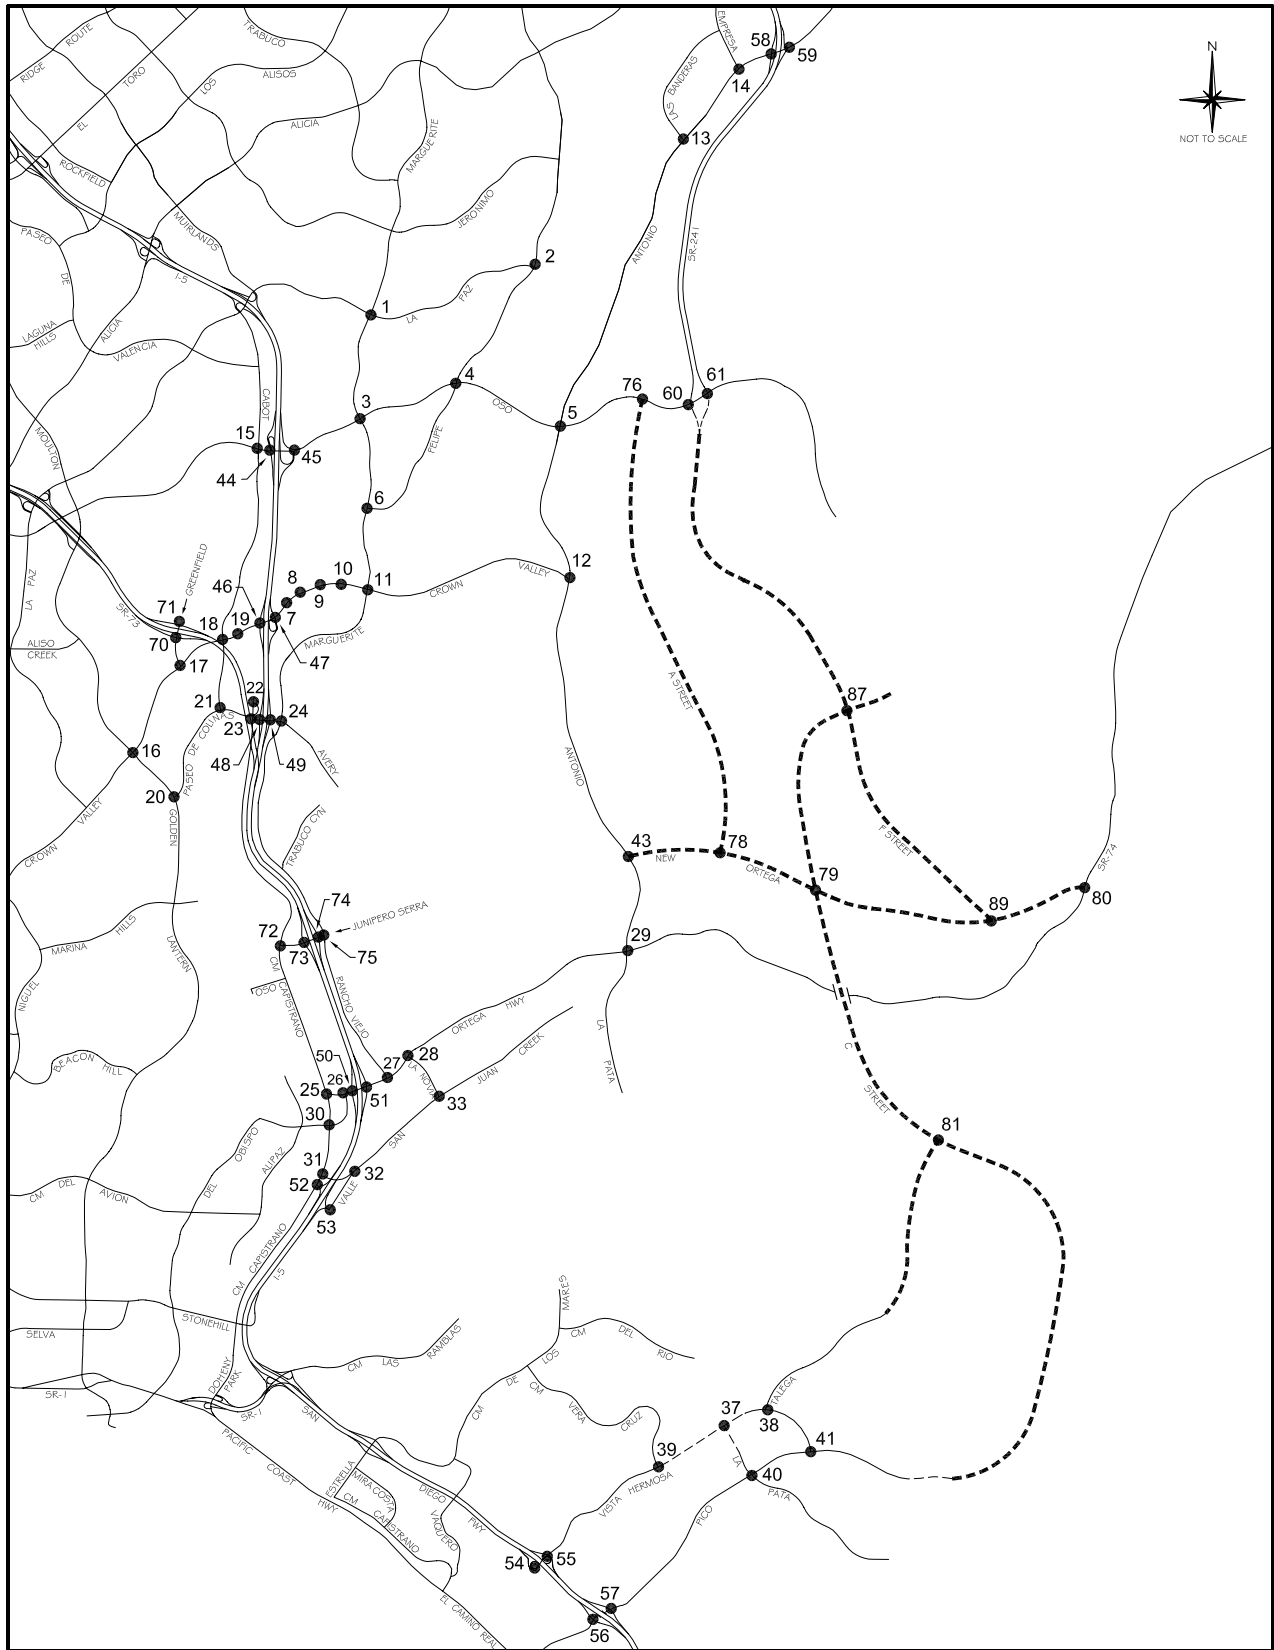 TRABUCO
ROUTE
RIDGE
TORO
EL
LOS
ALISOS
ALICIA
ROCKFIELD
MARGUERITE
MUIRLANDS
JERONIMO
PASEO
DE
I-5
LAGUNA
HILLS
ALICIA
VALENCIA
LA
PAZ
EMPRESA
LAS BANDERAS
ANTONIO
SR-241
58
59
14
13
N
NOT TO SCALE
2
1
4
3
OSO
5
76
60
61
CABOT
MOULTON
FELIPE
15
44
45
6
12
VALLEY
CROWN
LA PAZ
SR-73
GREENFIELD
46
8
9
10
11
7
71
70
18
19
17
47
MARGUERITE
ALISO
CREEK
A STREET
21
22
23
24
48
49
AVERY
16
20
PASEO DE COLINAS
GOLDEN
LANTERN
VALLEY
CROWN
ANTONIO
87
F STREET
43
NEW
78
ORTEGA
79
89
80
SR-74
TRABUCO CYN
74
JUNIPERO SERRA
72
73
75
CM CAPISTRANO
OSO
RANCHO VIEJO
MARINA
HILLS
NIGUEL
BEACON
HILL
29
ORTEGA
HWY
LA
PATA
CREEK
JUAN
LA NOVIA
50
27
28
25
26
51
33
30
31
32
52
53
SAN
VALLE
OBISPO
DEL
ALIPAZ
CM
DEL
AVION
CM
CAPISTRANO
I-5
C
STREET
81
STONEHILL
SELVA
SR-1
DOHENY
PARK
SR-1
CM
LAS
RAMBLAS
MARES
CM
DEL
RIO
LOS
DE
CM
CM
VERA
CRUZ
SAN
DIEGO
FWY
PACIFIC
COAST
HWY
ESTRELLA
MIRA COSTA
CM
CAPISTRANO
VAQUERO
EL CAMINO REAL
TALEGA
37
38
39
41
40
LA
PATA
VISTA
HERMOSA
PICO
54
55
57
56